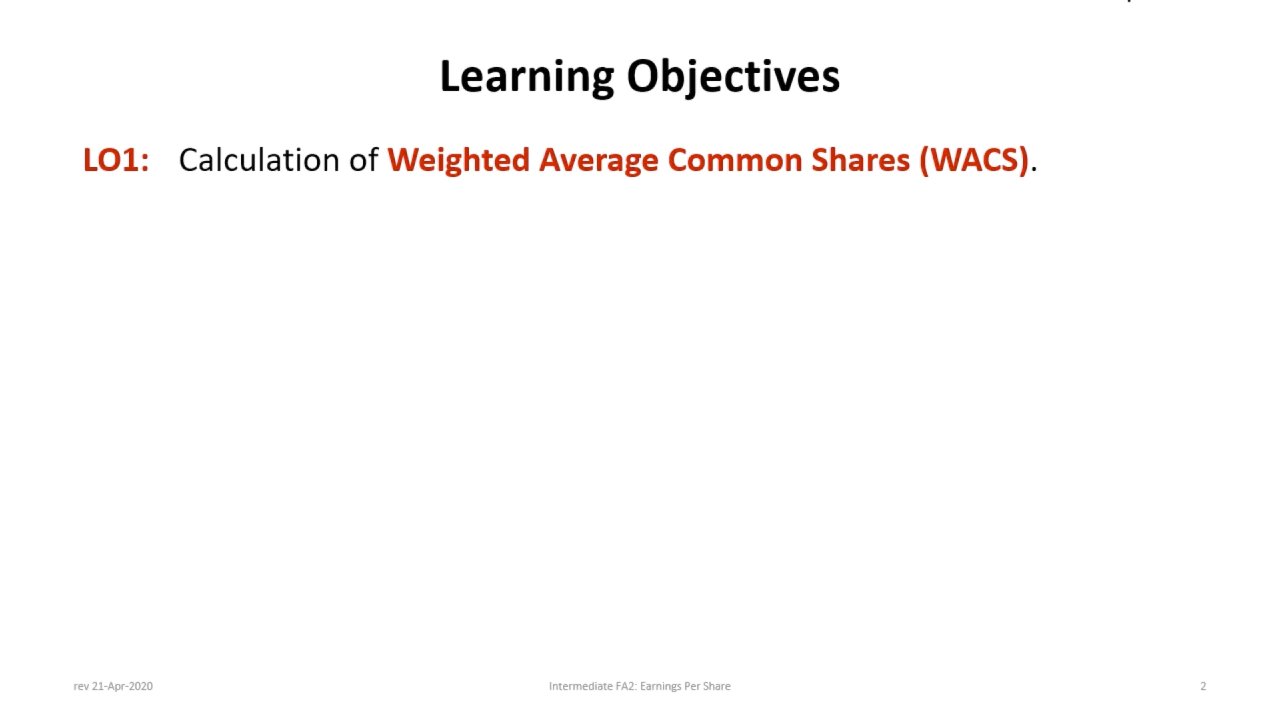 Learning Objectives
LO1: Calculation of Weighted Average Common Shares (WACS).
rev 21-Apr-2020
Intermediate FA2: Earnings Per Share
2